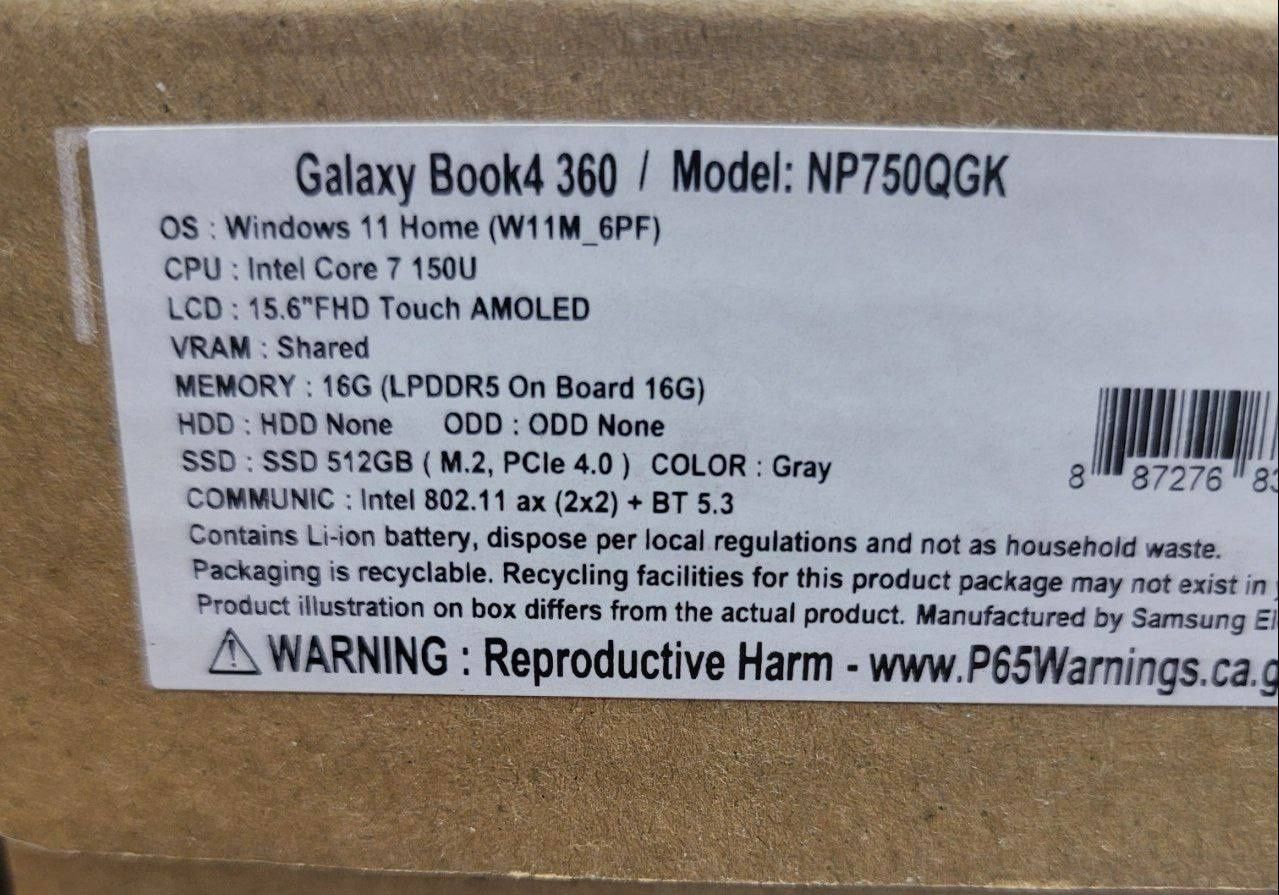 Galaxy Book4 360 / Model: NP750QGK
OS : Windows 11 Home (W11M_6PF)
CPU : Intel Core 7 150U
LCD : 15.6"FHD Touch AMOLED
VRAM : Shared
MEMORY : 16G (LPDDR5 On Board 16G)
HDD : HDD None ODD : ODD None
SSD : SSD 512GB ( M.2, PCIe 4.0 ) COLOR : Gray
8 87276 83
COMMUNIC : Intel 802.11 ax (2x2) + BT 5.3
Contains Li-ion battery, dispose per local regulations and not as household waste.
Packaging is recyclable. Recycling facilities for this product package may not exist in
Product illustration on box differs from the actual product. Manufactured by Samsung El
⚠ WARNING : Reproductive Harm - www.P65Warnings.ca.g